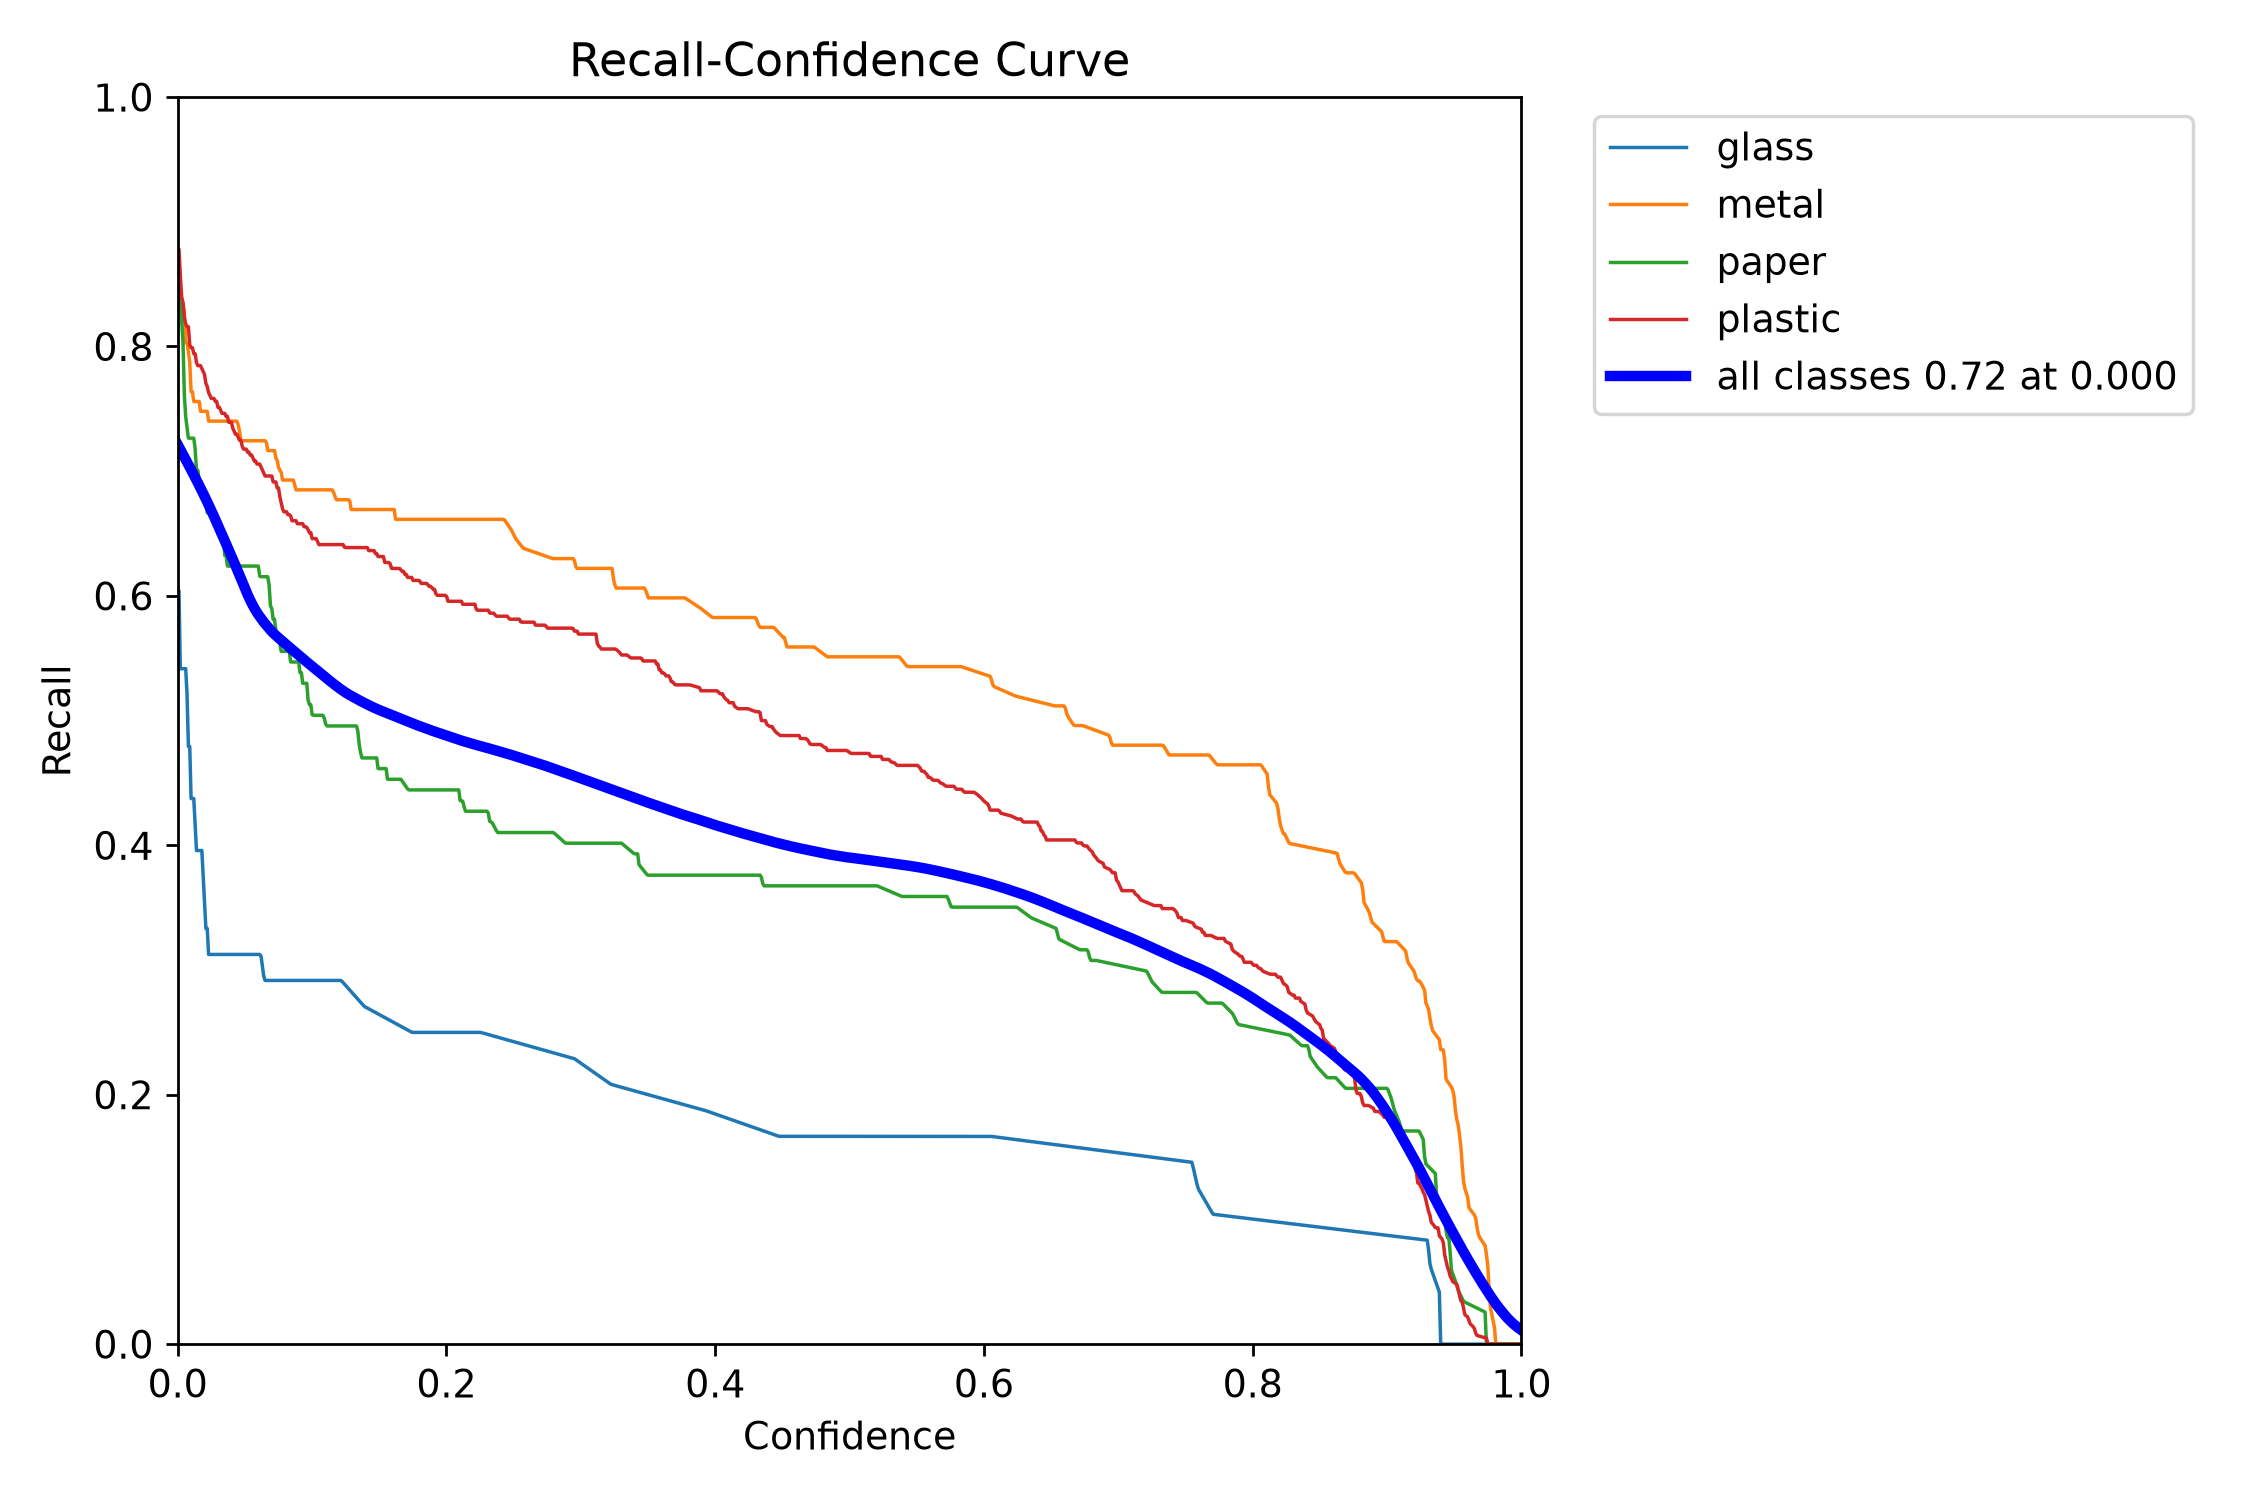 Recall-Confidence Curve
1.0
0.8
0.6
0.4
0.2
0.0
Recall
0.0 0.2 0.4 0.6 0.8 1.0
Confidence
glass
metal
paper
plastic
all classes 0.72 at 0.000